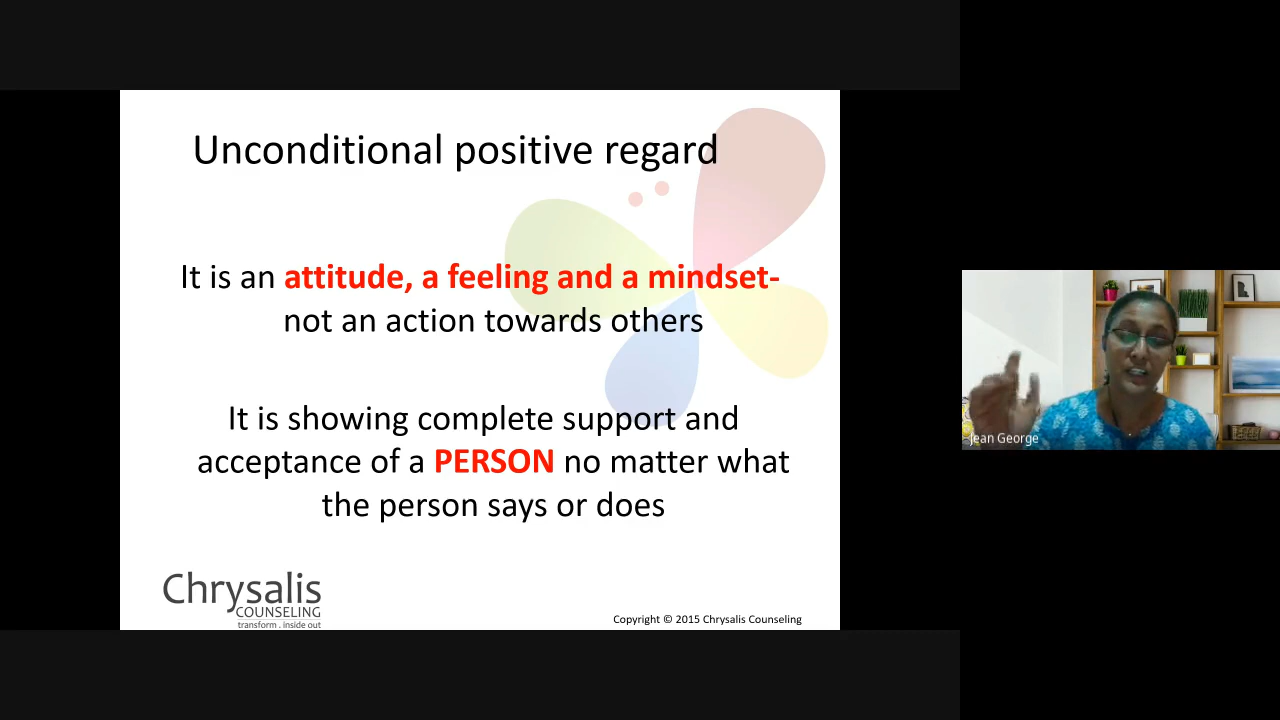 Unconditional positive regard
It is an attitude, a feeling and a mindset-
not an action towards others
It is showing complete support and
acceptance of a PERSON no matter what
the person says or does
Chrysalis
COUNSELING
transform . inside out
Copyright © 2015 Chrysalis Counseling
Jean George